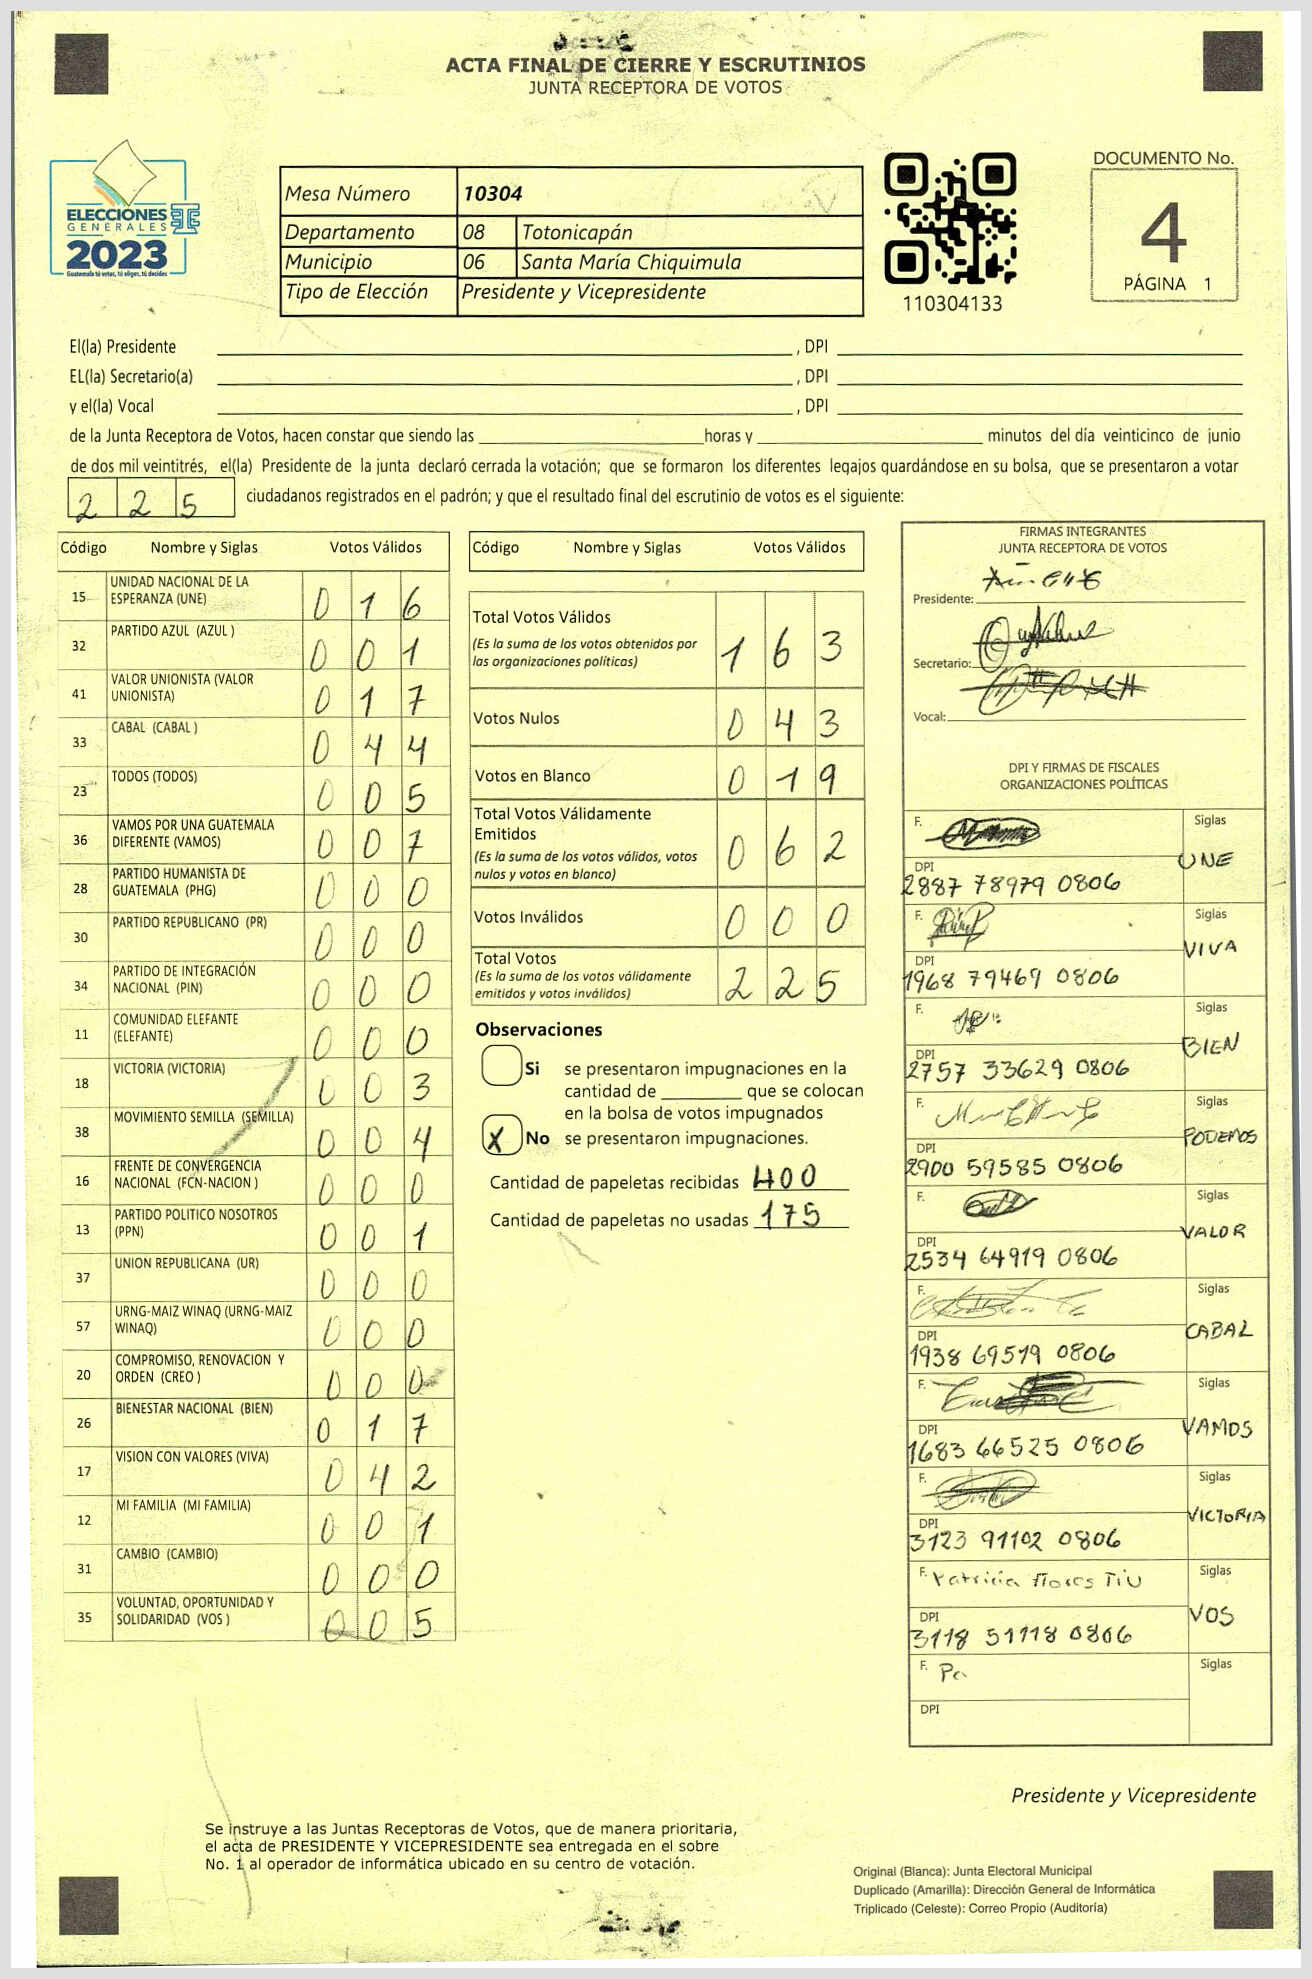 ACTA FINAL DE CIERRE Y ESCRUTINIOS
JUNTA RECEPTORA DE VOTOS
ELECCIONES
GENERALES
2023
Guatemala tú votas, tú eliges, tú decides
Mesa Número 10304
Departamento 08 Totonicapán
Municipio 06 Santa María Chiquimula
Tipo de Elección Presidente y Vicepresidente
110304133
DOCUMENTO No.
4
PÁGINA 1
El(la) Presidente , DPI
EL(la) Secretario(a) , DPI
y el(la) Vocal , DPI
de la Junta Receptora de Votos, hacen constar que siendo las horas y minutos del día veinticinco de junio
de dos mil veintitrés, el(la) Presidente de la junta declaró cerrada la votación; que se formaron los diferentes legajos guardándose en su bolsa, que se presentaron a votar
2 2 5 ciudadanos registrados en el padrón; y que el resultado final del escrutinio de votos es el siguiente:
Código Nombre y Siglas Votos Válidos
15 UNIDAD NACIONAL DE LA
ESPERANZA (UNE) 0 1 6
32 PARTIDO AZUL (AZUL ) 0 0 1
41 VALOR UNIONISTA (VALOR
UNIONISTA) 0 1 7
33 CABAL (CABAL ) 0 4 4
23 TODOS (TODOS) 0 0 5
36 VAMOS POR UNA GUATEMALA
DIFERENTE (VAMOS) 0 0 7
28 PARTIDO HUMANISTA DE
GUATEMALA (PHG) 0 0 0
30 PARTIDO REPUBLICANO (PR) 0 0 0
34 PARTIDO DE INTEGRACIÓN
NACIONAL (PIN) 0 0 0
11 COMUNIDAD ELEFANTE
(ELEFANTE) 0 0 0
18 VICTORIA (VICTORIA) 0 0 3
38 MOVIMIENTO SEMILLA (SEMILLA) 0 0 4
16 FRENTE DE CONVERGENCIA
NACIONAL (FCN-NACION ) 0 0 0
13 PARTIDO POLITICO NOSOTROS
(PPN) 0 0 1
37 UNION REPUBLICANA (UR) 0 0 0
57 URNG-MAIZ WINAQ (URNG-MAIZ
WINAQ) 0 0 0
20 COMPROMISO, RENOVACION Y
ORDEN (CREO ) 0 0 0
26 BIENESTAR NACIONAL (BIEN) 0 1 7
17 VISION CON VALORES (VIVA) 0 4 2
12 MI FAMILIA (MI FAMILIA) 0 0 1
31 CAMBIO (CAMBIO) 0 0 0
35 VOLUNTAD, OPORTUNIDAD Y
SOLIDARIDAD (VOS ) 0 0 5
Código Nombre y Siglas Votos Válidos
Total Votos Válidos
(Es la suma de los votos obtenidos por
las organizaciones políticas) 1 6 3
Votos Nulos 0 4 3
Votos en Blanco 0 1 9
Total Votos Válidamente
Emitidos
(Es la suma de los votos válidos, votos
nulos y votos en blanco) 0 6 2
Votos Inválidos 0 0 0
Total Votos
(Es la suma de los votos válidamente
emitidos y votos inválidos) 2 2 5
Observaciones
Si se presentaron impugnaciones en la
cantidad de que se colocan
en la bolsa de votos impugnados
X No se presentaron impugnaciones.
Cantidad de papeletas recibidas 400
Cantidad de papeletas no usadas 175
FIRMAS INTEGRANTES
JUNTA RECEPTORA DE VOTOS
Presidente:
Secretario:
Vocal:
DPI Y FIRMAS DE FISCALES
ORGANIZACIONES POLÍTICAS
F. Siglas
UNE
DPI
2887 78979 0806
F. Siglas
VIVA
DPI
1968 79469 0806
F. Siglas
BIEN
DPI
2757 33629 0806
F. Siglas
PODEMOS
DPI
2900 59585 0806
F. Siglas
VALOR
DPI
2534 64919 0806
F. Siglas
CABAL
DPI
1938 69519 0806
F. Siglas
VAMOS
DPI
1683 66525 0806
F. Siglas
VICTORIA
DPI
3123 91102 0806
F. Patricia Flores Tiu Siglas
VOS
DPI
3118 51118 0806
F. Pa Siglas
DPI
Presidente y Vicepresidente
Se instruye a las Juntas Receptoras de Votos, que de manera prioritaria,
el acta de PRESIDENTE Y VICEPRESIDENTE sea entregada en el sobre
No. 1 al operador de informática ubicado en su centro de votación.
Original (Blanca): Junta Electoral Municipal
Duplicado (Amarilla): Dirección General de Informática
Triplicado (Celeste): Correo Propio (Auditoría)